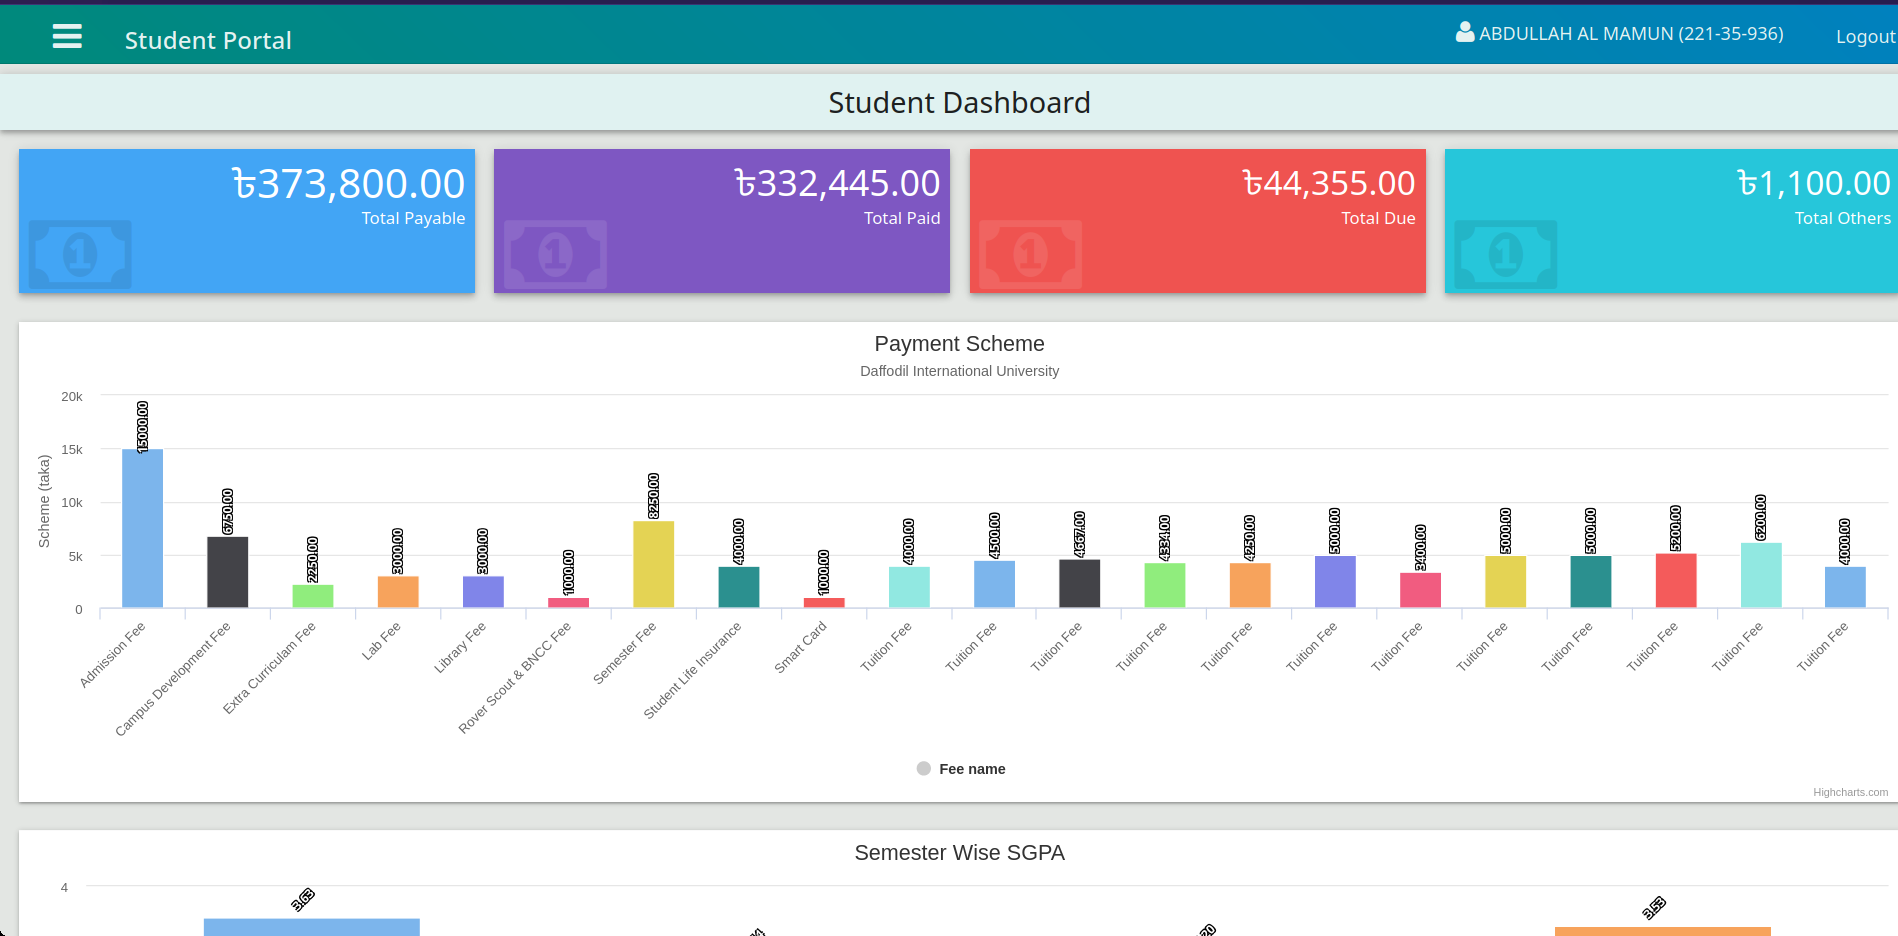 Student Portal
ABDULLAH AL MAMUN (221-35-936)
Logout
Student Dashboard
৳373,800.00
Total Payable
৳332,445.00
Total Paid
৳44,355.00
Total Due
৳1,100.00
Total Others
1
1
1
1
Payment Scheme
Daffodil International University
Scheme (taka)
20k
15k
10k
5k
0
15000.00
6750.00
2250.00
3000.00
3000.00
1000.00
8250.00
4000.00
1000.00
4000.00
4500.00
4667.00
4334.00
4250.00
5000.00
3400.00
5000.00
5000.00
5200.00
6200.00
4000.00
Admission Fee
Campus Development Fee
Extra Curriculam Fee
Lab Fee
Library Fee
Rover Scout & BNCC Fee
Semester Fee
Student Life Insurance
Smart Card
Tuition Fee
Tuition Fee
Tuition Fee
Tuition Fee
Tuition Fee
Tuition Fee
Tuition Fee
Tuition Fee
Tuition Fee
Tuition Fee
Tuition Fee
Tuition Fee
Fee name
Highcharts.com
Semester Wise SGPA
4
3.63
3.53